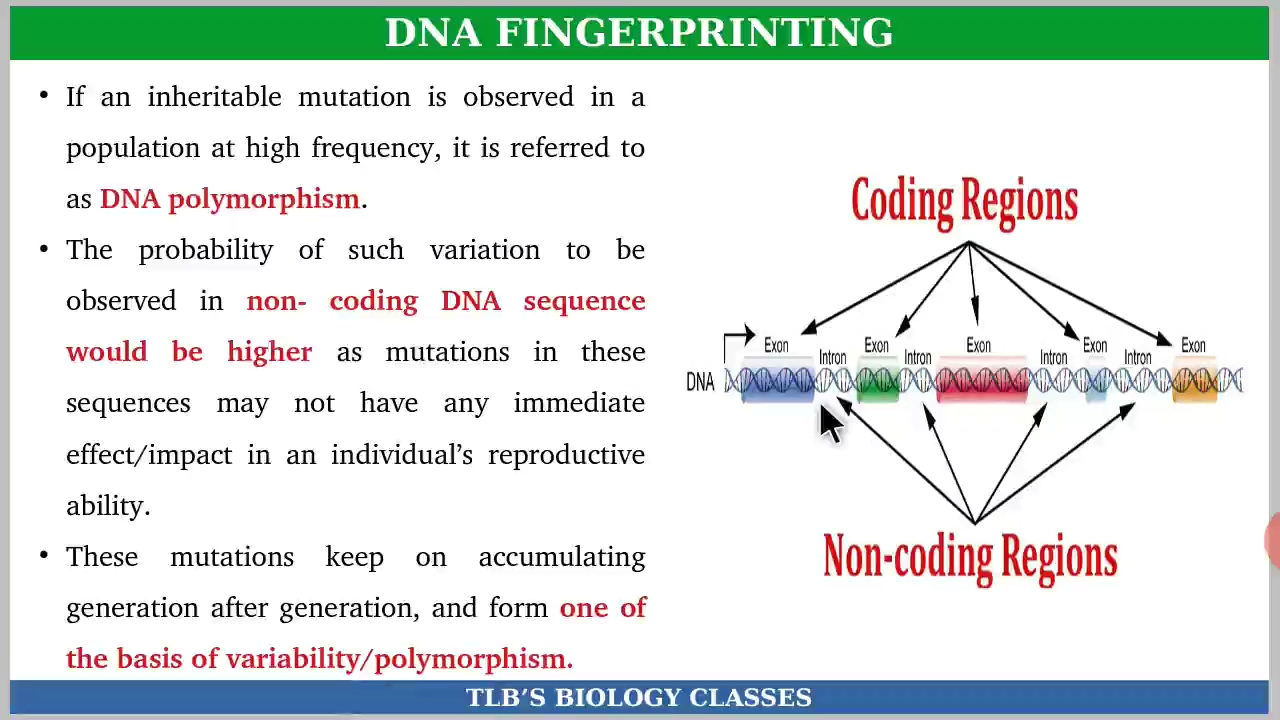 DNA FINGERPRINTING
• If an inheritable mutation is observed in a
population at high frequency, it is referred to
as DNA polymorphism.
• The probability of such variation to be
observed in non- coding DNA sequence
would be higher as mutations in these
sequences may not have any immediate
effect/impact in an individual’s reproductive
ability.
• These mutations keep on accumulating
generation after generation, and form one of
the basis of variability/polymorphism.
Coding Regions
Exon
Intron
Exon
Intron
Exon
Intron
Exon
Intron
Exon
DNA
Non-coding Regions
TLB’S BIOLOGY CLASSES